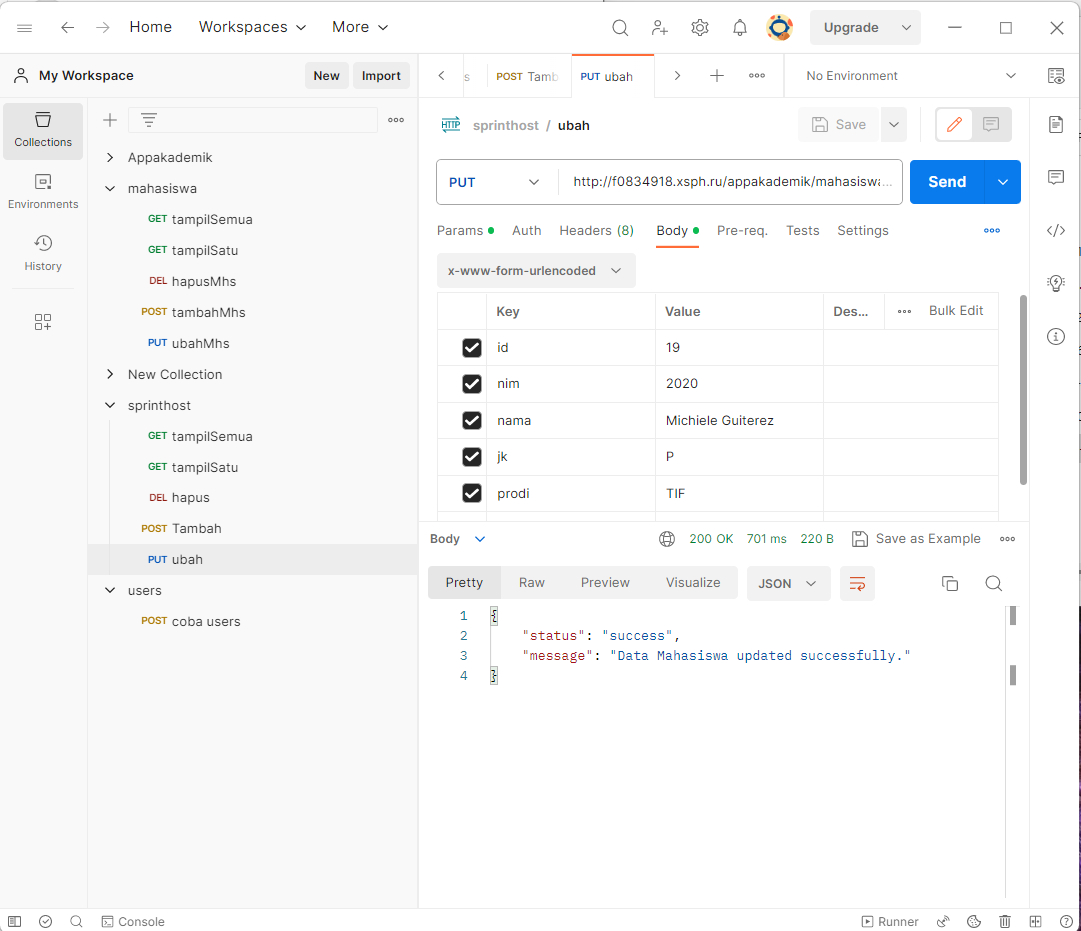 Home Workspaces More Upgrade
My Workspace New Import
s POST Tamb PUT ubah No Environment
Collections
Environments
History
Appakademik
mahasiswa
GET tampilSemua
GET tampilSatu
DEL hapusMhs
POST tambahMhs
PUT ubahMhs
New Collection
sprinthost
GET tampilSemua
GET tampilSatu
DEL hapus
POST Tambah
PUT ubah
users
POST coba users
HTTP sprinthost / ubah Save
PUT http://f0834918.xsph.ru/appakademik/mahasiswa... Send
Params Auth Headers (8) Body Pre-req. Tests Settings
x-www-form-urlencoded
Key Value Des... Bulk Edit
id 19
nim 2020
nama Michiele Guiterez
jk P
prodi TIF
Body 200 OK 701 ms 220 B Save as Example
Pretty Raw Preview Visualize JSON
1 {
2 "status": "success",
3 "message": "Data Mahasiswa updated successfully."
4 }
Console Runner